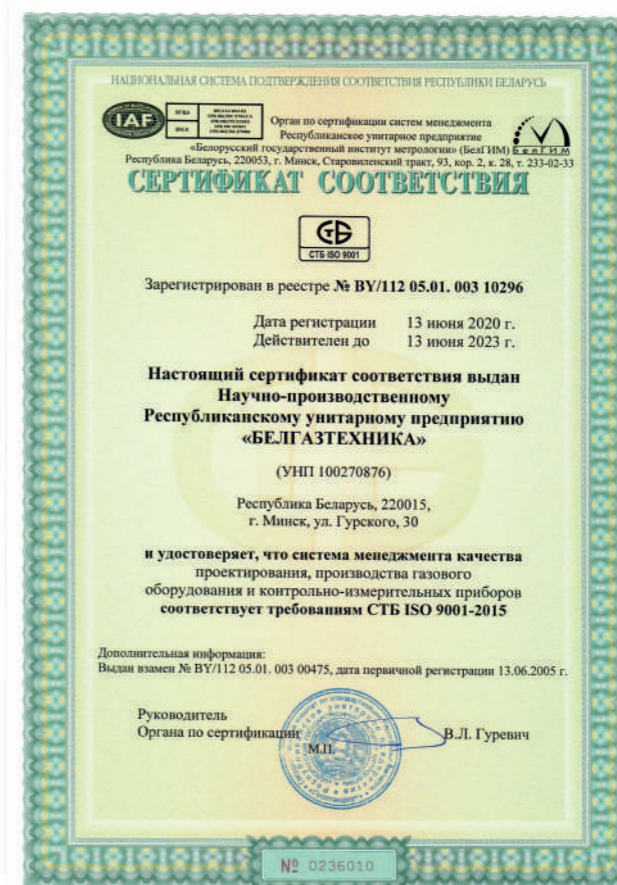 НАЦИОНАЛЬНАЯ СИСТЕМА ПОДТВЕРЖДЕНИЯ СООТВЕТСТВИЯ РЕСПУБЛИКИ БЕЛАРУСЬ
IAF
Орган по сертификации систем менеджмента
Республиканское унитарное предприятие
«Белорусский государственный институт метрологии» (БелГИМ)
БелГИМ
Республика Беларусь, 220053, г. Минск, Старовиленский тракт, 93, кор. 2, к. 28, т. 233-02-33
СЕРТИФИКАТ СООТВЕТСТВИЯ
СТБ
СТБ ISO 9001
Зарегистрирован в реестре № BY/112 05.01. 003 10296
Дата регистрации 13 июня 2020 г.
Действителен до 13 июня 2023 г.
Настоящий сертификат соответствия выдан
Научно-производственному
Республиканскому унитарному предприятию
«БЕЛГАЗТЕХНИКА»
(УНП 100270876)
Республика Беларусь, 220015,
г. Минск, ул. Гурского, 30
и удостоверяет, что система менеджмента качества
проектирования, производства газового
оборудования и контрольно-измерительных приборов
соответствует требованиям СТБ ISO 9001-2015
Дополнительная информация:
Выдан взамен № BY/112 05.01. 003 00475, дата первичной регистрации 13.06.2005 г.
Руководитель
Органа по сертификации В.Л. Гуревич
М.П.
№ 0236010